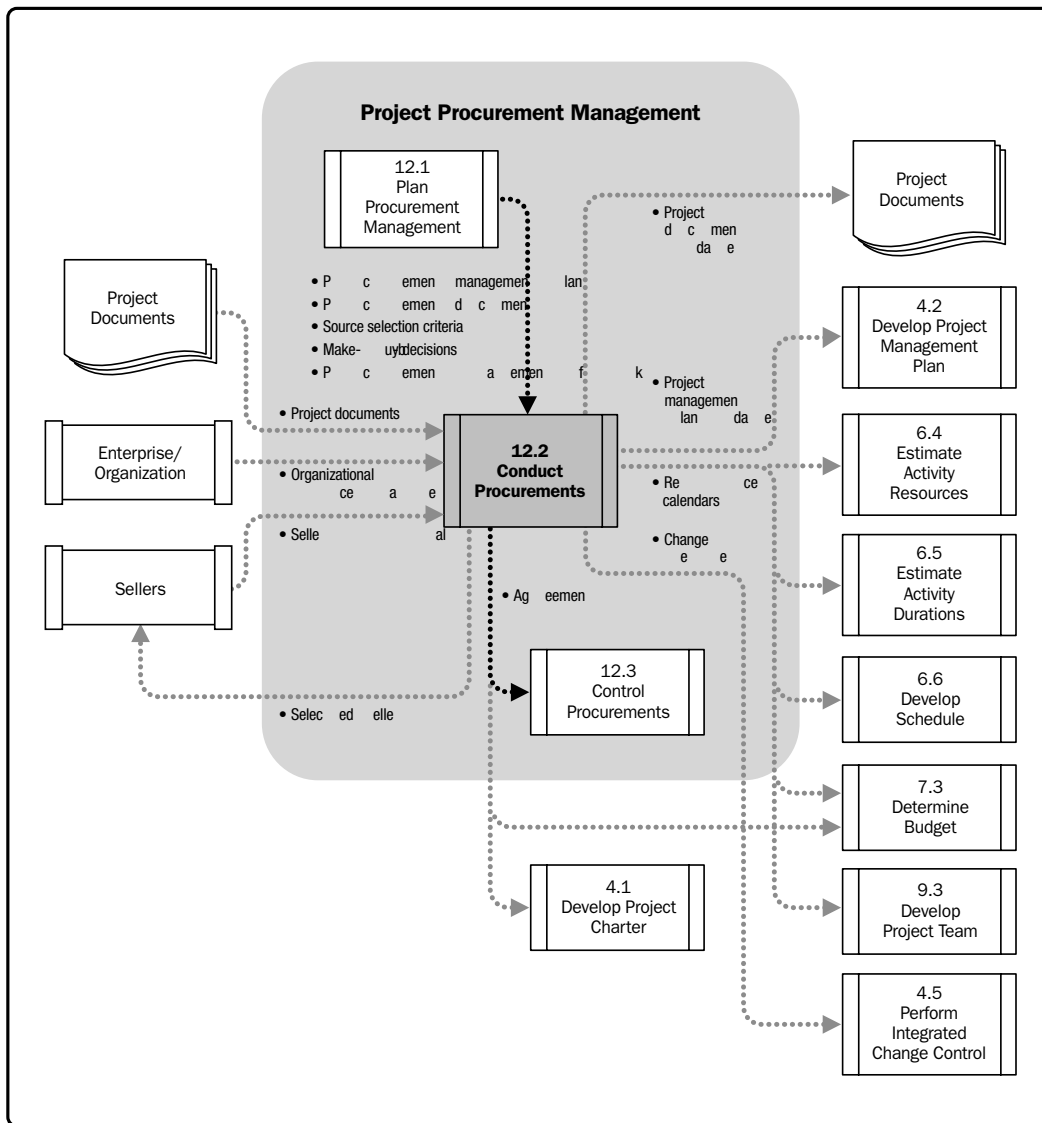 Project Procurement Management
12.1
Plan
Procurement
Management
Project
Documents
• Project
Project
Documents
• management
•
• Source selection criteria
• decisions
•
4.2
Develop Project
Management
Plan
• Project
• Project documents
Enterprise/
Organization
• Organizational
12.2
Conduct
Procurements
6.4
Estimate
Activity
Resources
•
calendars
•
• Change
Sellers
•
6.5
Estimate
Activity
Durations
12.3
Control
Procurements
6.6
Develop
Schedule
•
7.3
Determine
Budget
4.1
Develop Project
Charter
9.3
Develop
Project Team
4.5
Perform
Integrated
Change Control